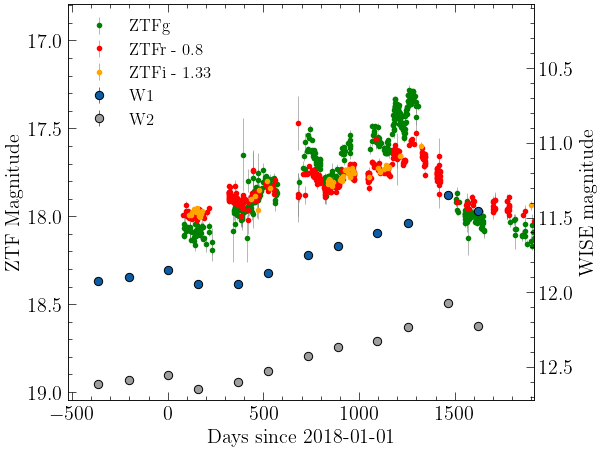 ZTFg
ZTFr - 0.8
ZTFi - 1.33
W1
W2
17.0
17.5
18.0
18.5
19.0
ZTF Magnitude
10.5
11.0
11.5
12.0
12.5
WISE magnitude
−500
0
500
1000
1500
Days since 2018-01-01